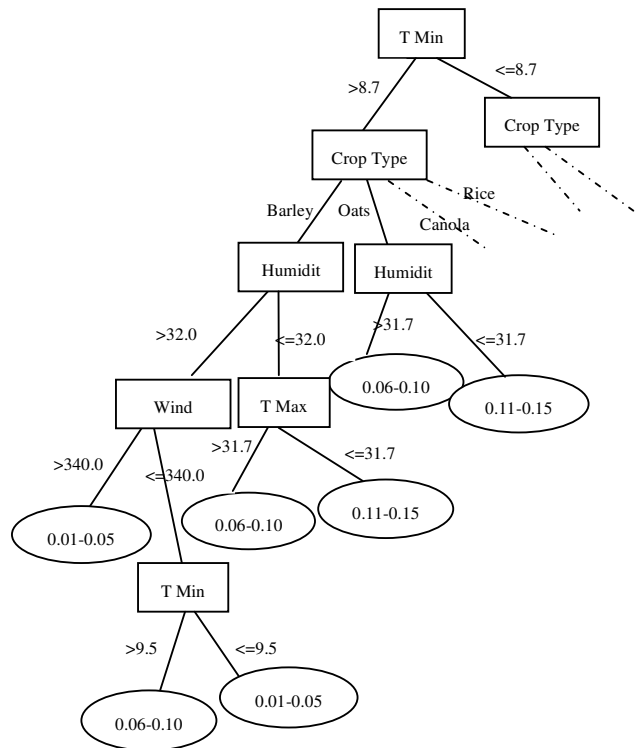 T Min
<=8.7
>8.7
Crop Type
Crop Type
Rice
Barley
Oats
Canola
Humidit
Humidit
>31.7
>32.0
<=32.0
<=31.7
0.06-0.10
Wind
T Max
0.11-0.15
>31.7
<=31.7
>340.0
<=340.0
0.11-0.15
0.06-0.10
0.01-0.05
T Min
>9.5
<=9.5
0.01-0.05
0.06-0.10